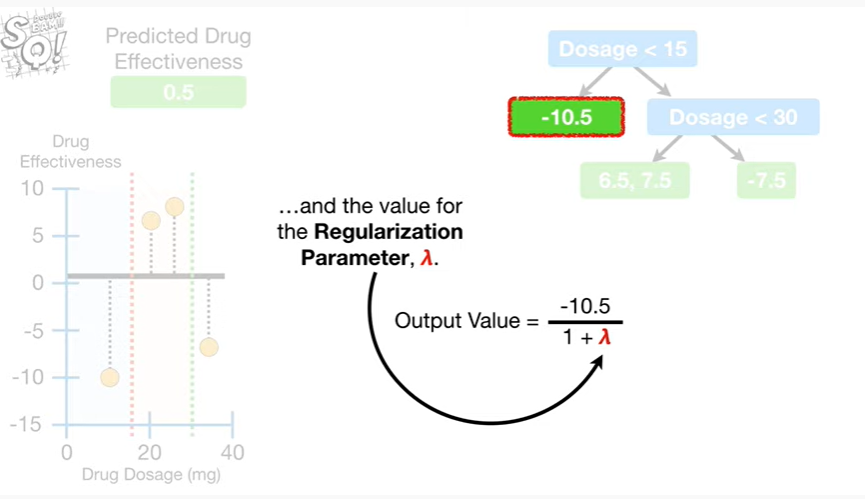 SQ!
Predicted Drug
Effectiveness
0.5
Dosage < 15
-10.5
Dosage < 30
6.5, 7.5
-7.5
Drug
Effectiveness
10
5
0
-5
-10
-15
0
20
40
Drug Dosage (mg)
...and the value for
the Regularization
Parameter, λ.
Output Value =
-10.5
1 + λ